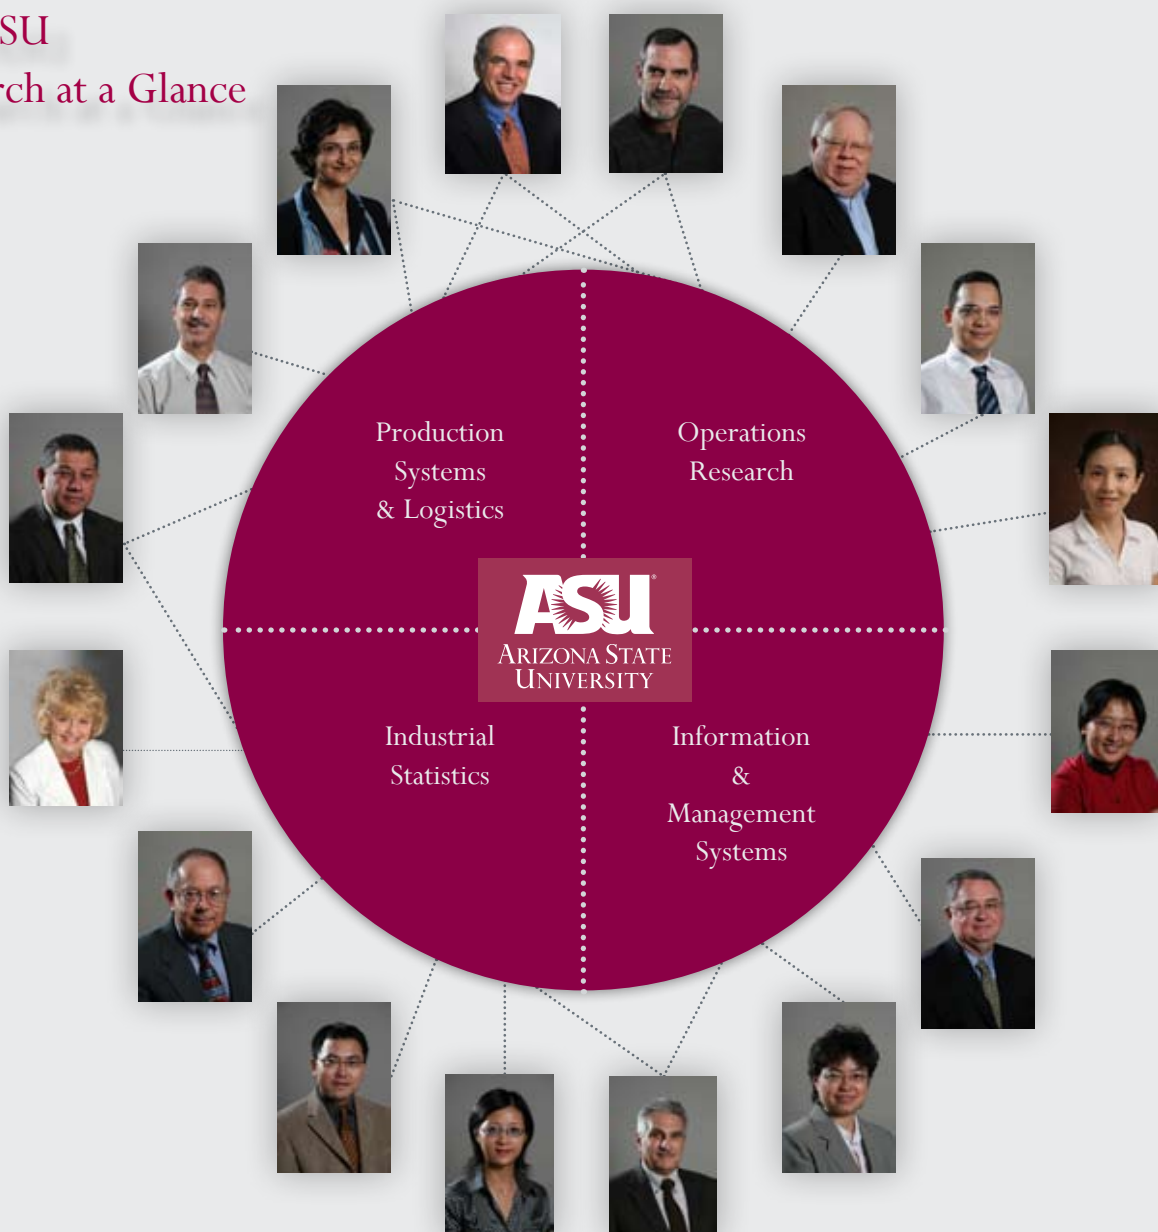 SU
rch at a Glance
Production
Systems
& Logistics
Operations
Research
ASU®
ARIZONA STATE
UNIVERSITY
Industrial
Statistics
Information
&
Management
Systems